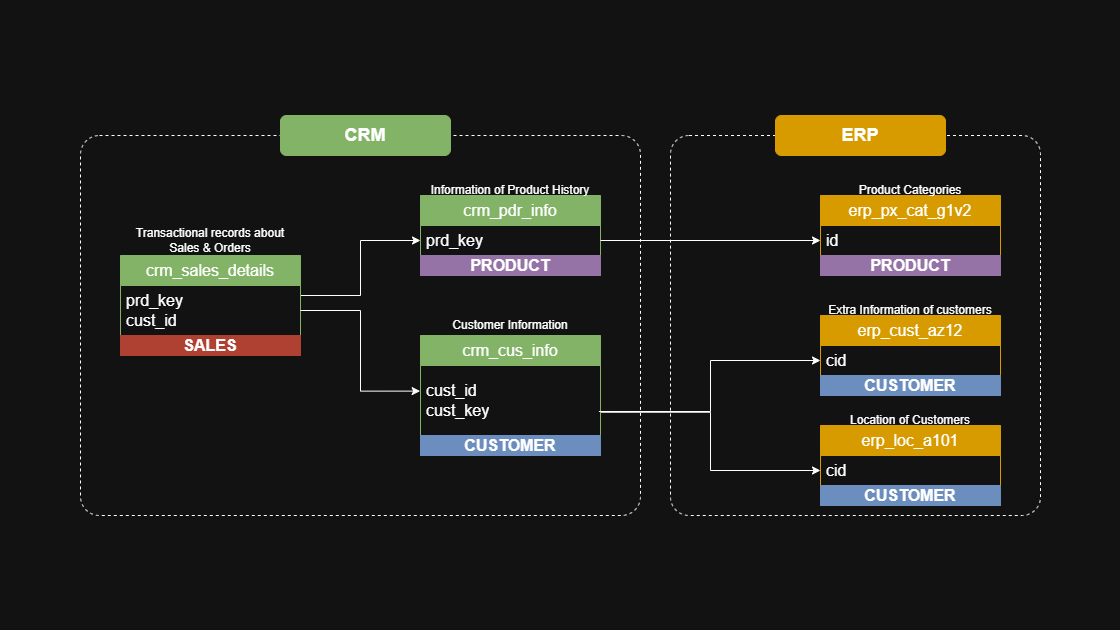 CRM
ERP
Transactional records about
Sales & Orders
crm_sales_details
prd_key
cust_id
SALES
Information of Product History
crm_pdr_info
prd_key
PRODUCT
Customer Information
crm_cus_info
cust_id
cust_key
CUSTOMER
Product Categories
erp_px_cat_g1v2
id
PRODUCT
Extra Information of customers
erp_cust_az12
cid
CUSTOMER
Location of Customers
erp_loc_a101
cid
CUSTOMER